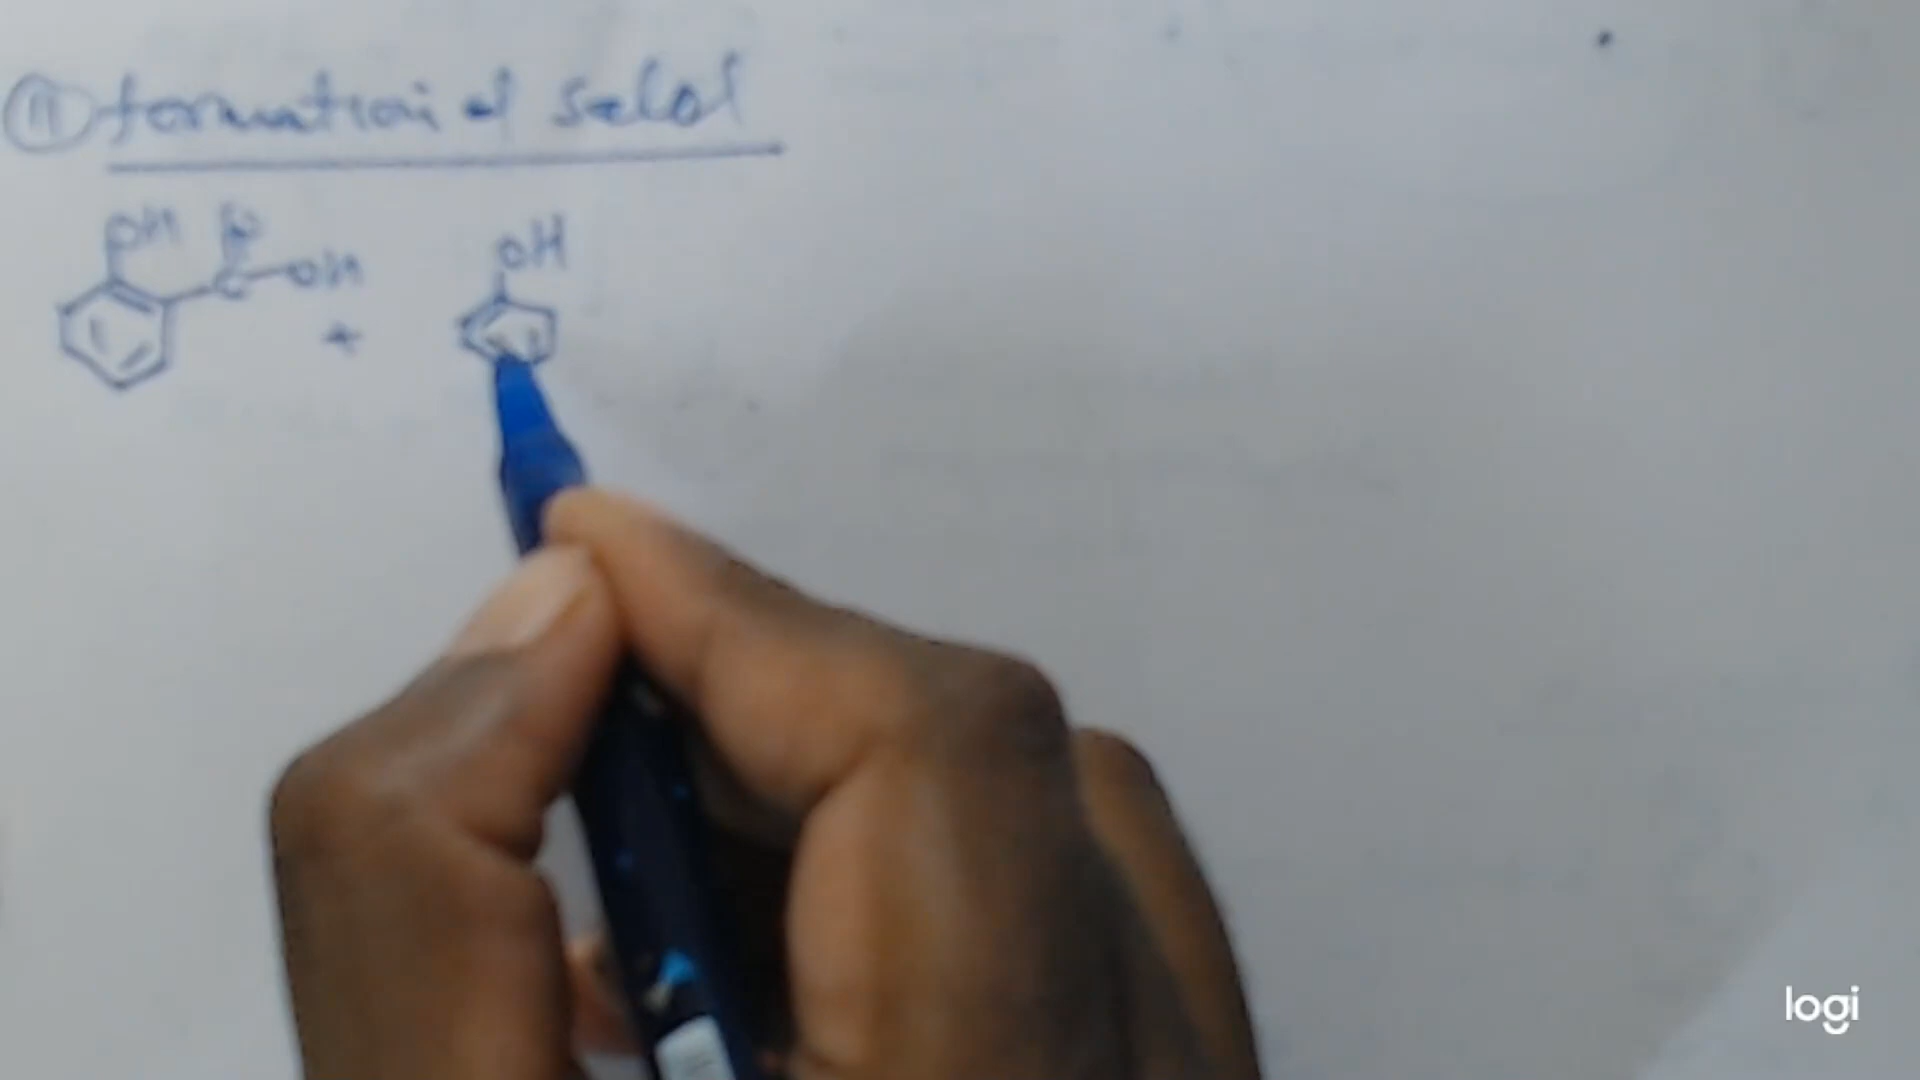 11 formation of salol
OH O
C OH
+ OH
logi